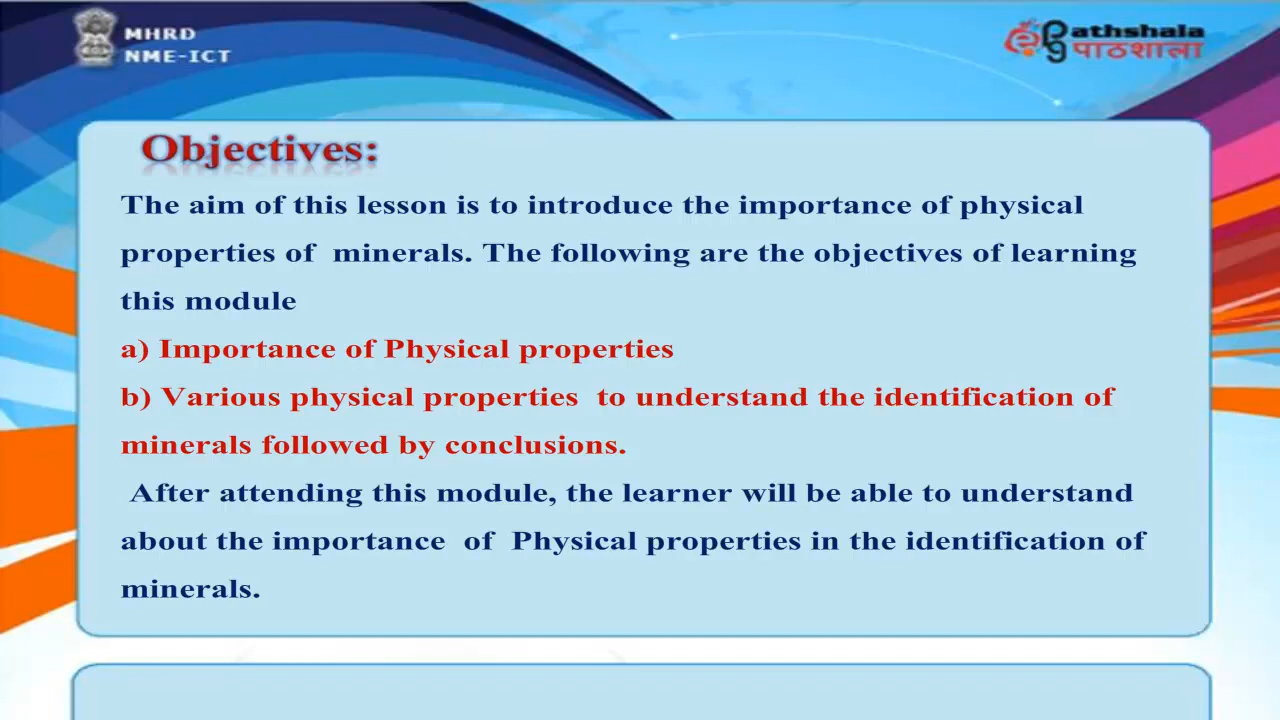 MHRD
NME-ICT
athshala
पाठशाला
Objectives:
The aim of this lesson is to introduce the importance of physical
properties of minerals. The following are the objectives of learning
this module
a) Importance of Physical properties
b) Various physical properties to understand the identification of
minerals followed by conclusions.
After attending this module, the learner will be able to understand
about the importance of Physical properties in the identification of
minerals.